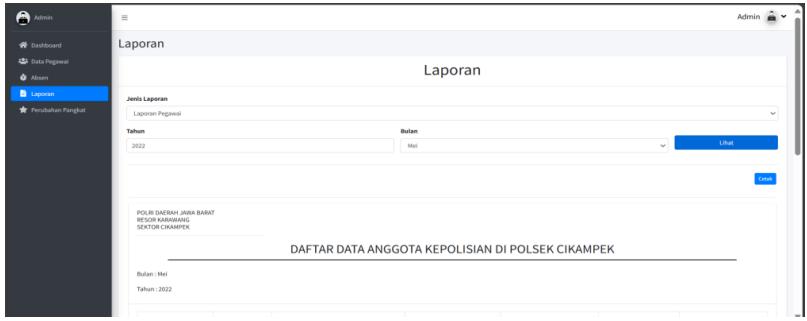 Admin
Admin
Dashboard
Data Pegawai
Absen
Laporan
Perubahan Pangkat
Laporan
Laporan
Jenis Laporan
Laporan Pegawai
Tahun
Bulan
2022
Mei
Lihat
Cetak
POLRI DAERAH JAWA BARAT
RESOR KARAWANG
SEKTOR CIKAMPEK
DAFTAR DATA ANGGOTA KEPOLISIAN DI POLSEK CIKAMPEK
Bulan : Mei
Tahun : 2022